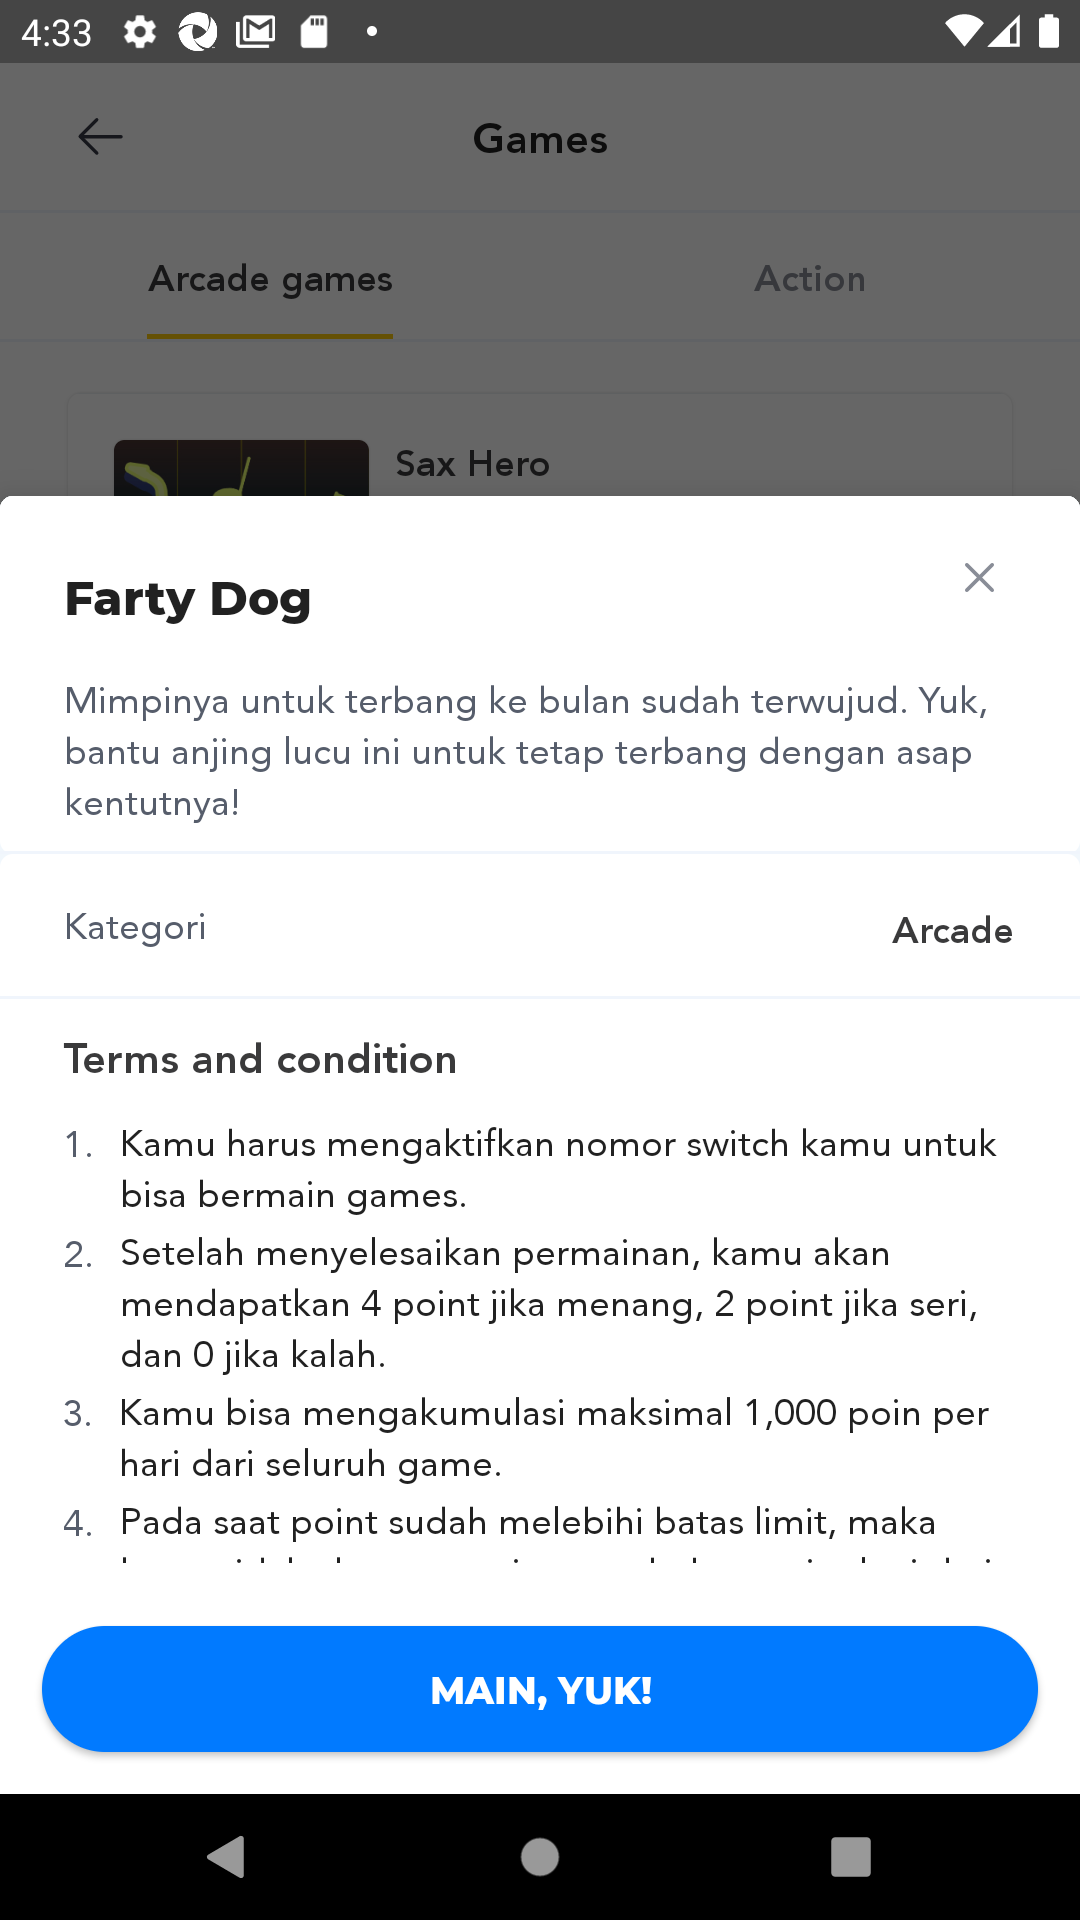 4:33
Games
Arcade games
Action
Sax Hero
Farty Dog
Mimpinya untuk terbang ke bulan sudah terwujud. Yuk,
bantu anjing lucu ini untuk tetap terbang dengan asap
kentutnya!
Kategori
Arcade
Terms and condition
1. Kamu harus mengaktifkan nomor switch kamu untuk
bisa bermain games.
2. Setelah menyelesaikan permainan, kamu akan
mendapatkan 4 point jika menang, 2 point jika seri,
dan 0 jika kalah.
3. Kamu bisa mengakumulasi maksimal 1,000 poin per
hari dari seluruh game.
4. Pada saat point sudah melebihi batas limit, maka
MAIN, YUK!